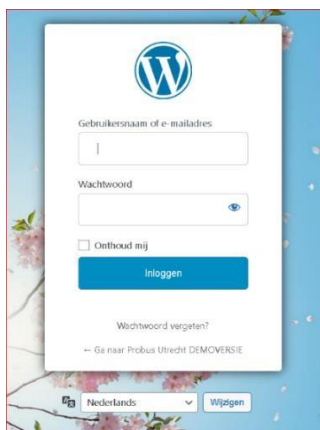 Gebruikersnaam of e-mailadres
Wachtwoord
Onthoud mij
Inloggen
Wachtwoord vergeten?
← Ga naar Probus Utrecht DEMOVERSIE
Nederlands
Wijzigen